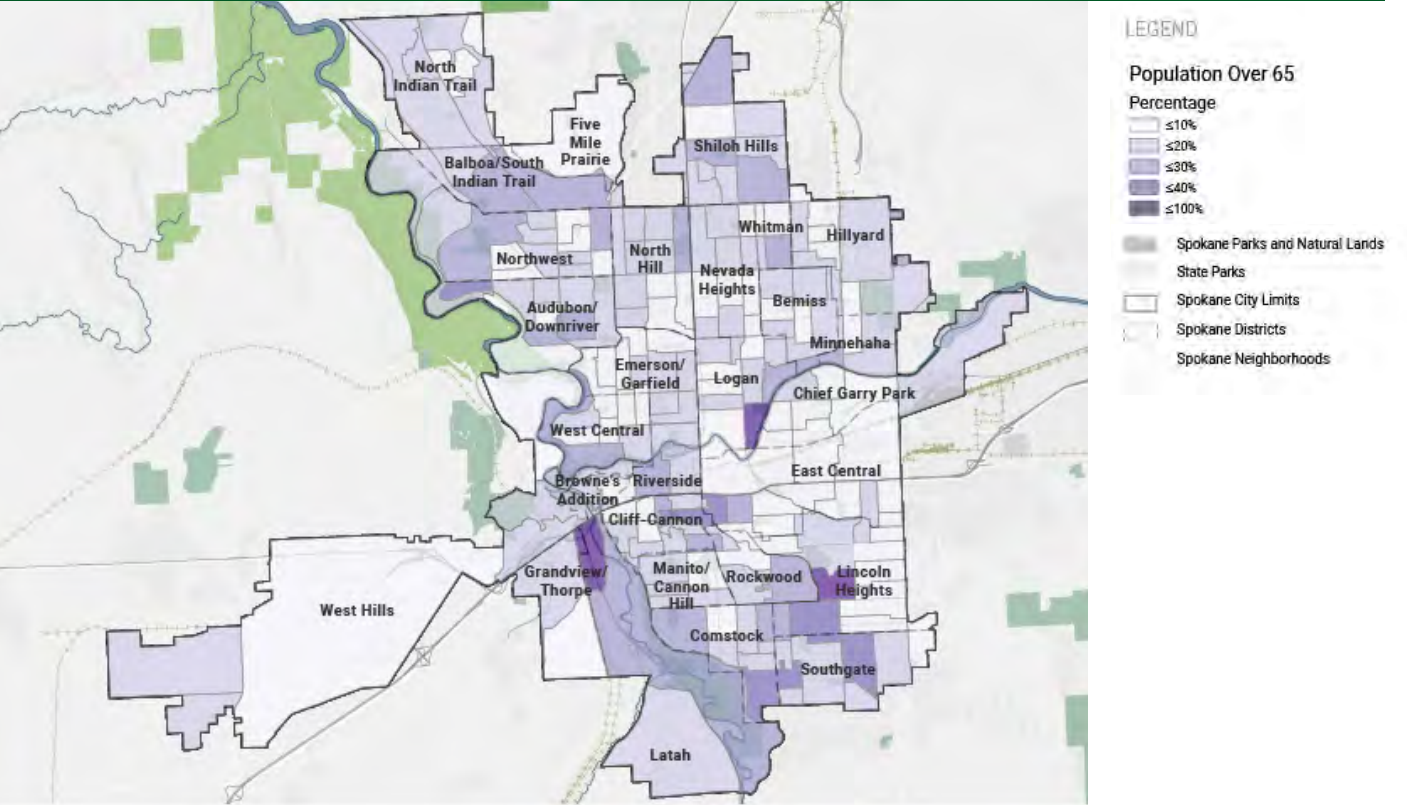 LEGEND
Population Over 65
Percentage
≤10%
≤20%
≤30%
≤40%
≤100%
Spokane Parks and Natural Lands
State Parks
Spokane City Limits
Spokane Districts
Spokane Neighborhoods
North
Indian Trail
Five
Mile
Prairie
Shiloh Hills
Balboa/South
Indian Trail
Whitman
Hillyard
Northwest
North
Hill
Nevada
Heights
Bemiss
Audubon/
Downriver
Minnehaha
Emerson/
Garfield
Logan
Chief Garry Park
West Central
East Central
Browne's
Addition
Riverside
Cliff-Cannon
Grandview/
Thorpe
Manito/
Cannon
Hill
Rockwood
Lincoln
Heights
West Hills
Comstock
Southgate
Latah